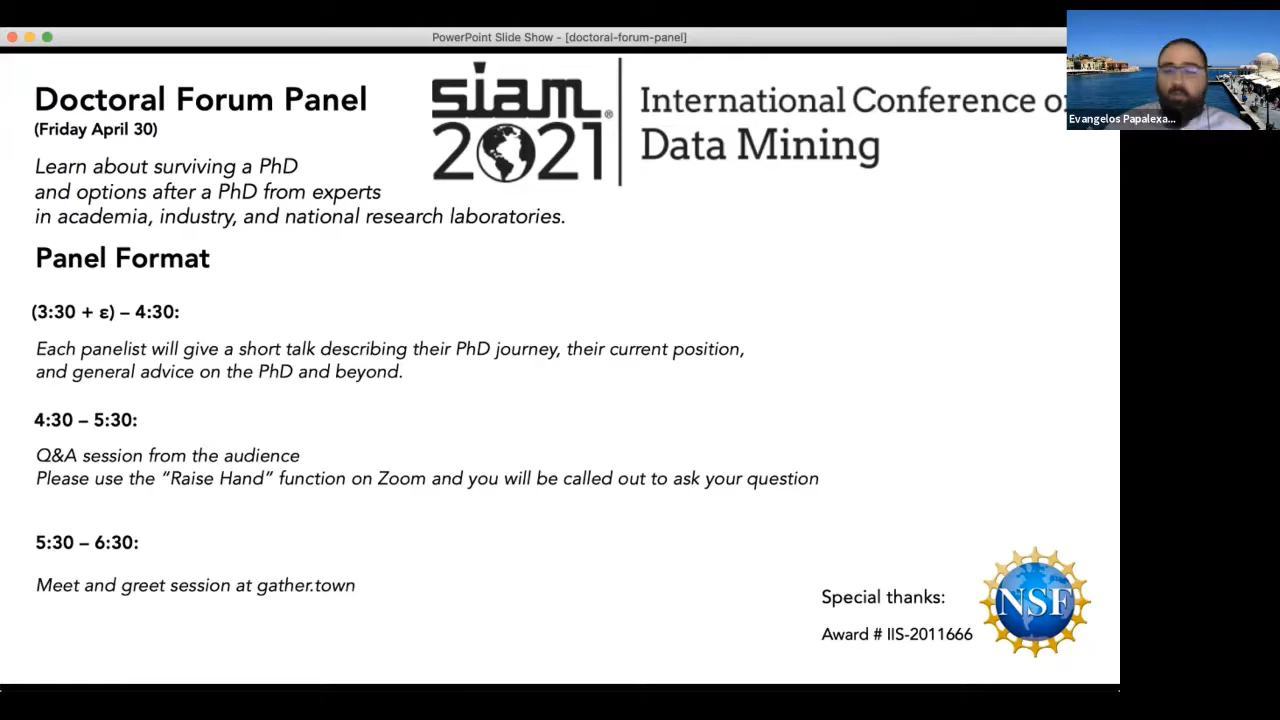 PowerPoint Slide Show - [doctoral-forum-panel]
Doctoral Forum Panel
(Friday April 30)
Learn about surviving a PhD
and options after a PhD from experts
in academia, industry, and national research laboratories.
siam®
2021
International Conference o
Data Mining
Evangelos Papalexa...
Panel Format
(3:30 + ε) – 4:30:
Each panelist will give a short talk describing their PhD journey, their current position,
and general advice on the PhD and beyond.
4:30 – 5:30:
Q&A session from the audience
Please use the “Raise Hand” function on Zoom and you will be called out to ask your question
5:30 – 6:30:
Meet and greet session at gather.town
Special thanks:
Award # IIS-2011666
NSF